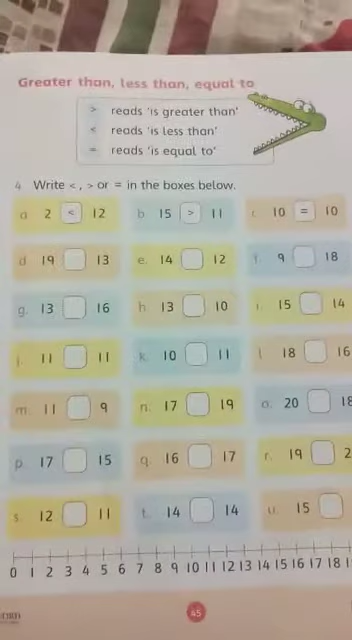 Greater than, less than, equal to
> reads 'is greater than'
< reads 'is less than'
= reads 'is equal to'
4 Write <, > or = in the boxes below.
a. 2 < 12 b. 15 > 11 c. 10 = 10
d. 19 13 e. 14 12 f. 9 18
g. 13 16 h. 13 10 i. 15 14
j. 11 11 k. 10 11 l. 18 16
m. 11 9 n. 17 19 o. 20 18
p. 17 15 q. 16 17 r. 19 2
s. 12 11 t. 14 14 u. 15
0 1 2 3 4 5 6 7 8 9 10 11 12 13 14 15 16 17 18 1
45